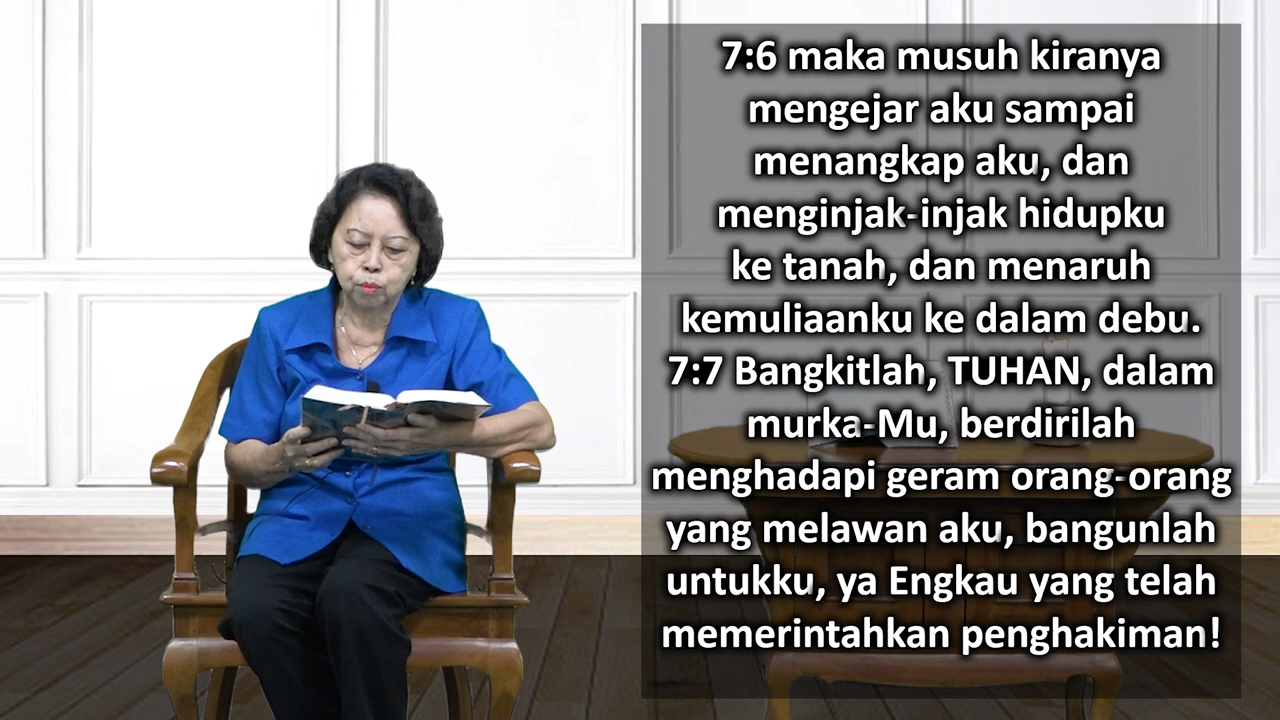 7:6 maka musuh kiranya
mengejar aku sampai
menangkap aku, dan
menginjak-injak hidupku
ke tanah, dan menaruh
kemuliaanku ke dalam debu.
7:7 Bangkitlah, TUHAN, dalam
murka-Mu, berdirilah
menghadapi geram orang-orang
yang melawan aku, bangunlah
untukku, ya Engkau yang telah
memerintahkan penghakiman!